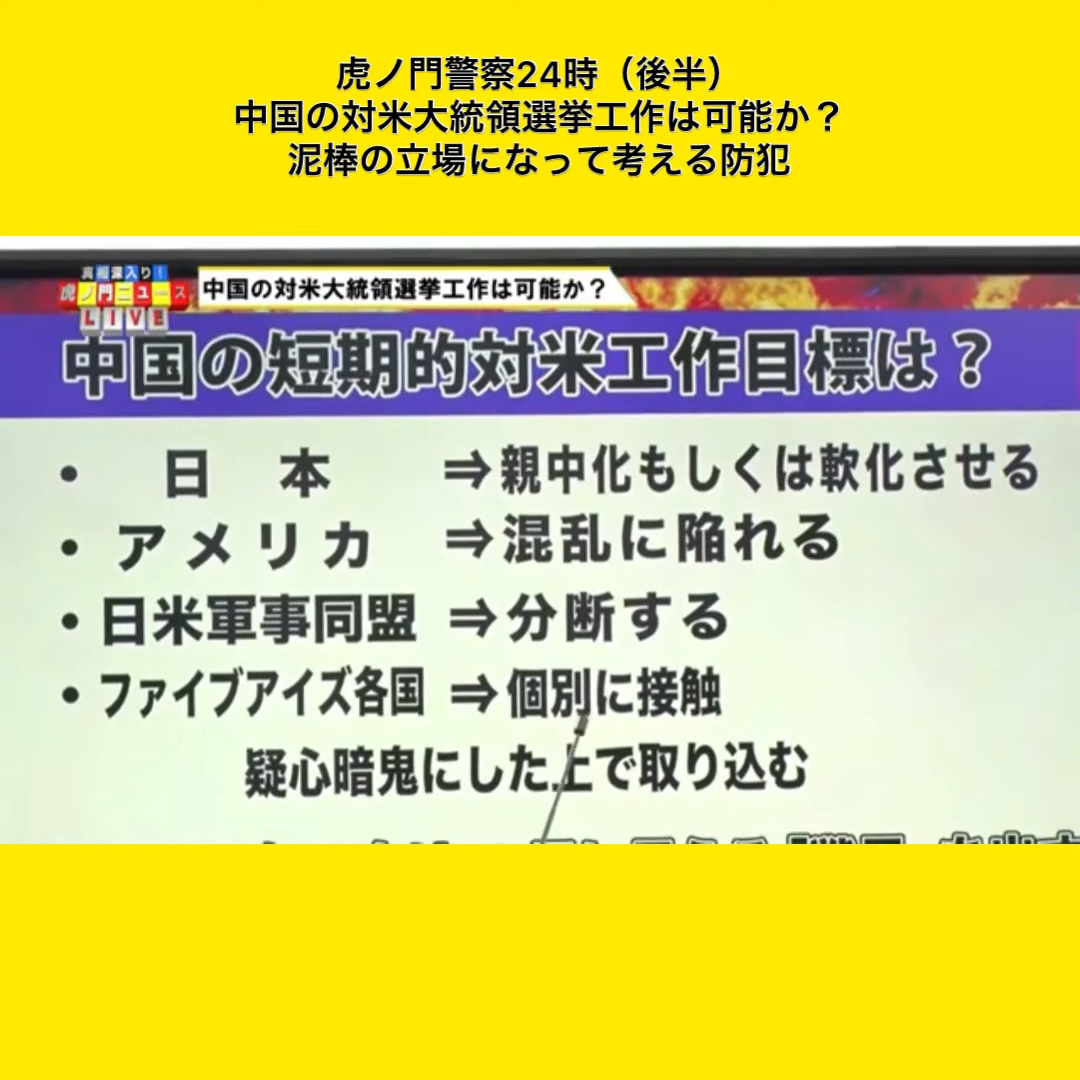 虎ノ門警察24時（後半）
中国の対米大統領選挙工作は可能か？
泥棒の立場になって考える防犯
真相深入り！
虎ノ門ニュース
LIVE
中国の対米大統領選挙工作は可能か？
中国の短期的対米工作目標は？
• 日本 ⇒親中化もしくは軟化させる
• アメリカ ⇒混乱に陥れる
• 日米軍事同盟 ⇒分断する
• ファイブアイズ各国 ⇒個別に接触
疑心暗鬼にした上で取り込む